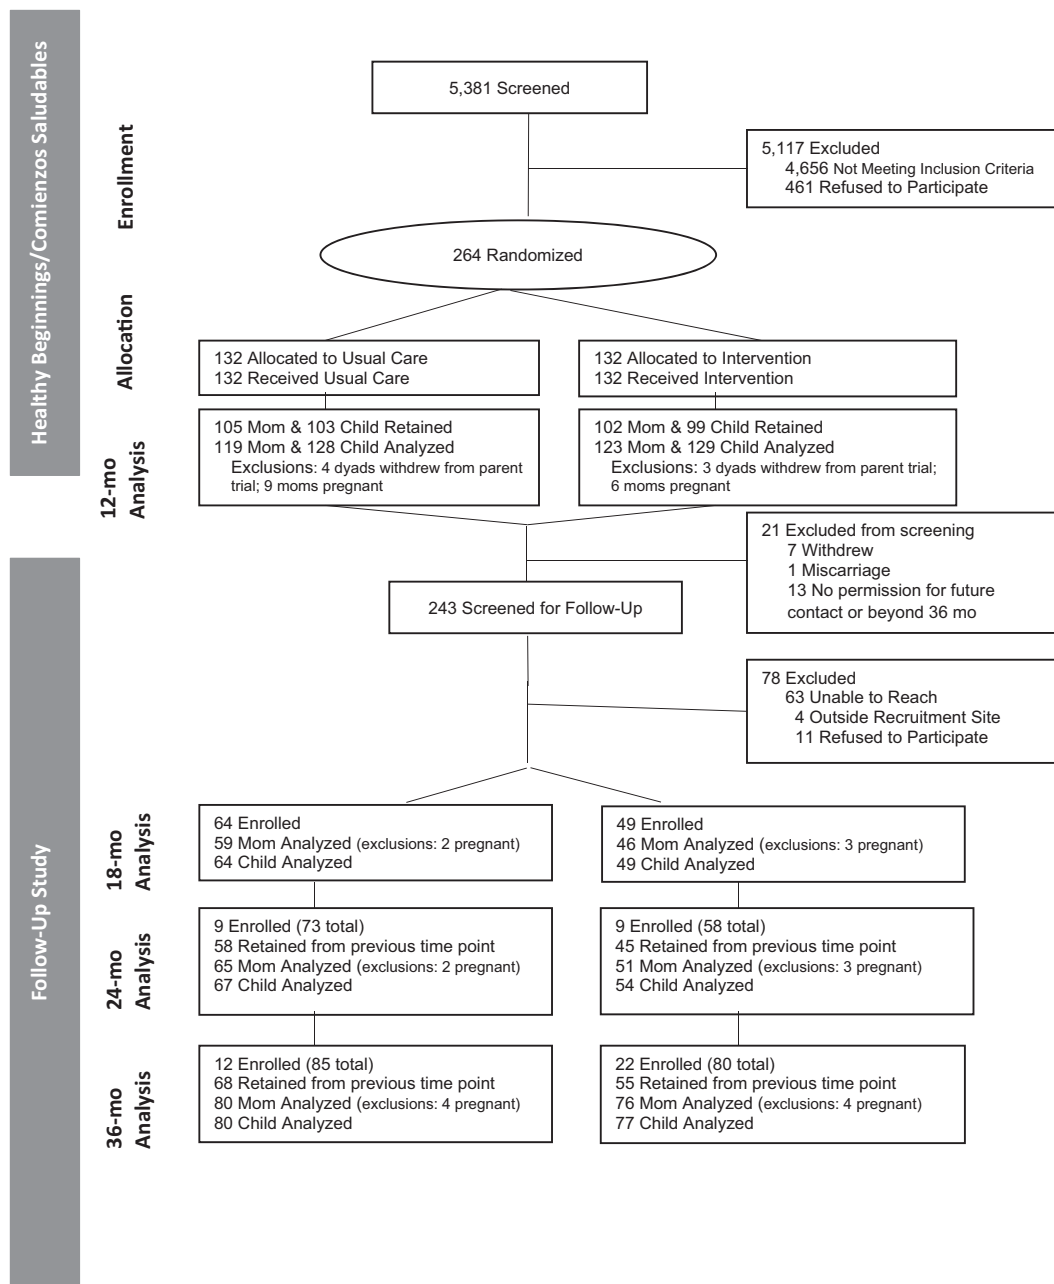 Healthy Beginnings/Comienzos Saludables
Enrollment
5,381 Screened
5,117 Excluded
4,656 Not Meeting Inclusion Criteria
461 Refused to Participate
264 Randomized
Allocation
132 Allocated to Usual Care
132 Received Usual Care
132 Allocated to Intervention
132 Received Intervention
12-mo
Analysis
105 Mom & 103 Child Retained
119 Mom & 128 Child Analyzed
Exclusions: 4 dyads withdrew from parent
trial; 9 moms pregnant
102 Mom & 99 Child Retained
123 Mom & 129 Child Analyzed
Exclusions: 3 dyads withdrew from parent trial;
6 moms pregnant
21 Excluded from screening
7 Withdrew
1 Miscarriage
13 No permission for future
contact or beyond 36 mo
Follow-Up Study
243 Screened for Follow-Up
78 Excluded
63 Unable to Reach
4 Outside Recruitment Site
11 Refused to Participate
18-mo
Analysis
64 Enrolled
59 Mom Analyzed (exclusions: 2 pregnant)
64 Child Analyzed
49 Enrolled
46 Mom Analyzed (exclusions: 3 pregnant)
49 Child Analyzed
24-mo
Analysis
9 Enrolled (73 total)
58 Retained from previous time point
65 Mom Analyzed (exclusions: 2 pregnant)
67 Child Analyzed
9 Enrolled (58 total)
45 Retained from previous time point
51 Mom Analyzed (exclusions: 3 pregnant)
54 Child Analyzed
36-mo
Analysis
12 Enrolled (85 total)
68 Retained from previous time point
80 Mom Analyzed (exclusions: 4 pregnant)
80 Child Analyzed
22 Enrolled (80 total)
55 Retained from previous time point
76 Mom Analyzed (exclusions: 4 pregnant)
77 Child Analyzed